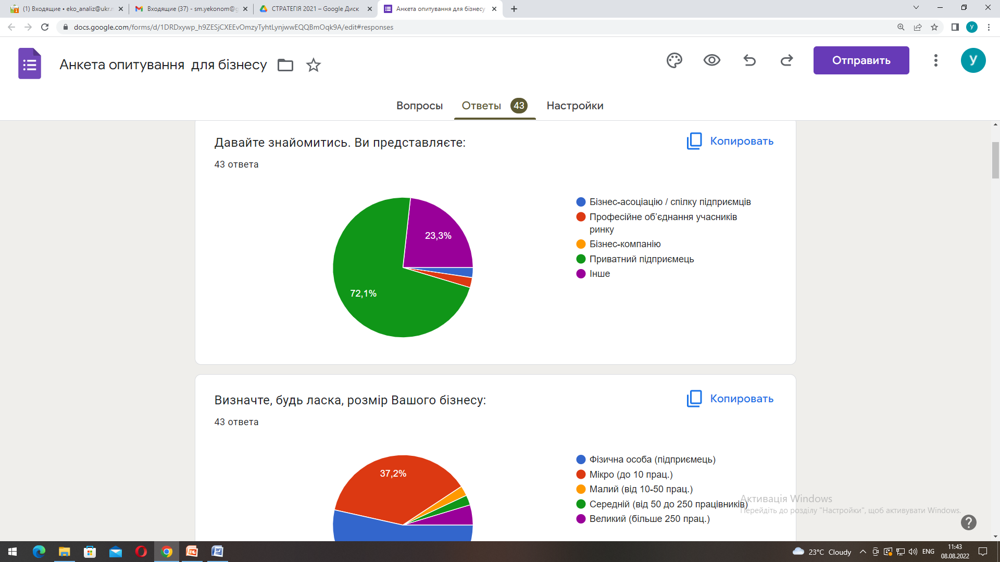 (1) Входящие • eko_analiz@ukr.n
Входящие (37) - sm.yekonom@g
СТРАТЕГІЯ 2021 – Google Диск
Анкета опитування для бізнесу
docs.google.com/forms/d/1DRDxywp_h9ZESjCXEEvOmzyTyhtLynjwwEQQBmOqk9A/edit#responses
У
Анкета опитування для бізнесу
Отправить
У
Вопросы
Ответы 43
Настройки
Давайте знайомитись. Ви представляєте:
Копировать
43 ответа
23,3%
72,1%
Бізнес-асоціацію / спілку підприємців
Професійне об’єднання учасників
ринку
Бізнес-компанію
Приватний підприємець
Інше
Визначте, будь ласка, розмір Вашого бізнесу:
Копировать
43 ответа
37,2%
Фізична особа (підприємець)
Мікро (до 10 прац.)
Малий (від 10-50 прац.)
Середній (від 50 до 250 працівників)
Великий (більше 250 прац.)
Активація Windows
Перейдіть до розділу "Настройки", щоб активувати Windows.
23°C Cloudy
ENG
11:43
08.08.2022